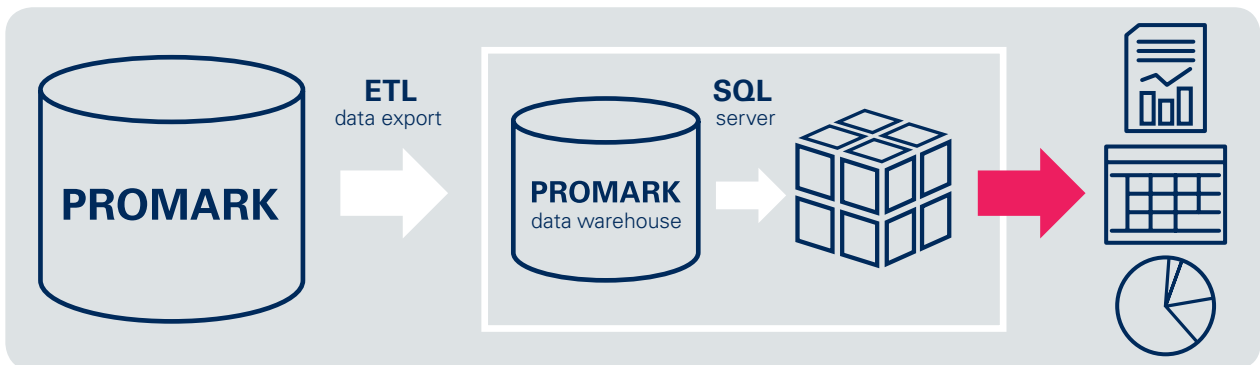 PROMARK
ETL
data export
PROMARK
data warehouse
SQL
server